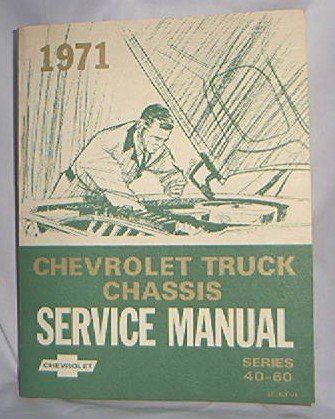 1971
CHEVROLET TRUCK
CHASSIS
SERVICE MANUAL
CHEVROLET
SERIES
40-60